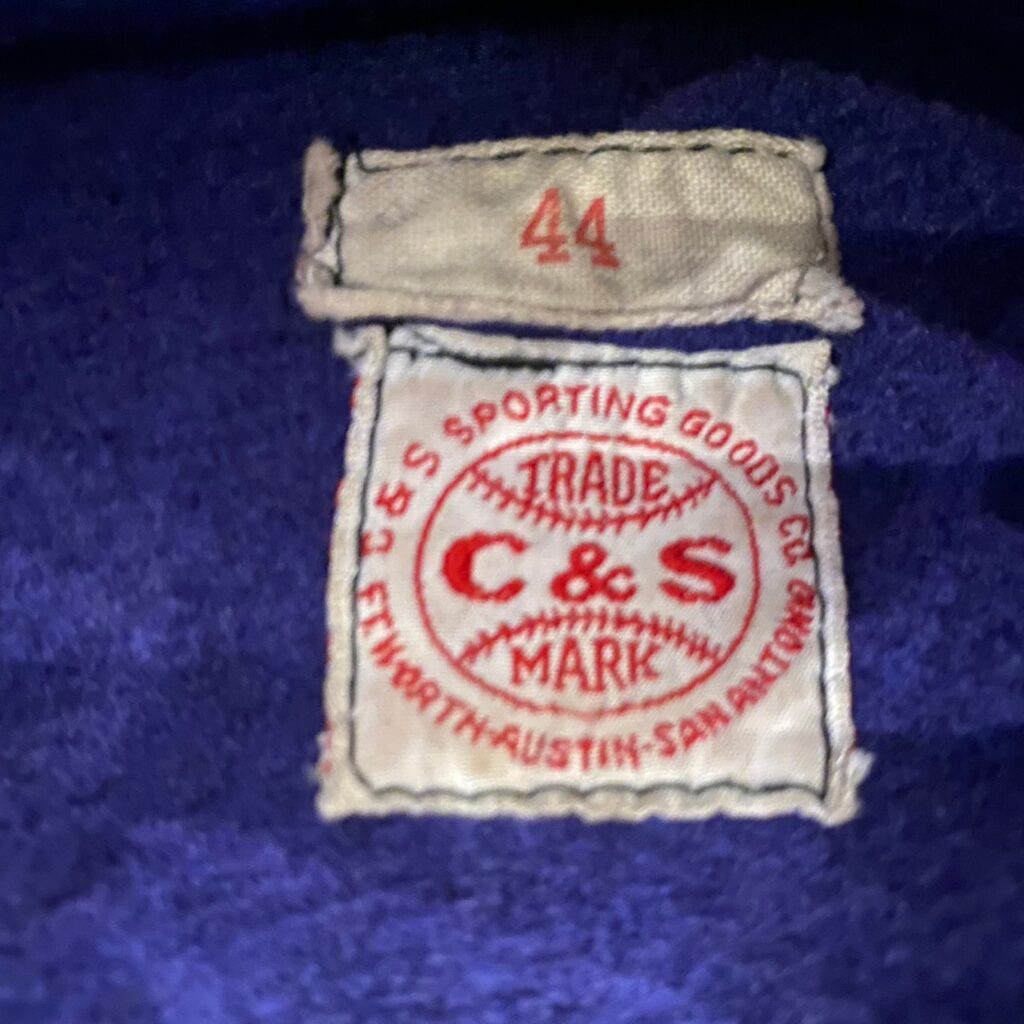 44
C & S SPORTING GOODS CO
TRADE
C & S
MARK
FT. WORTH-AUSTIN-SAN ANTONIO